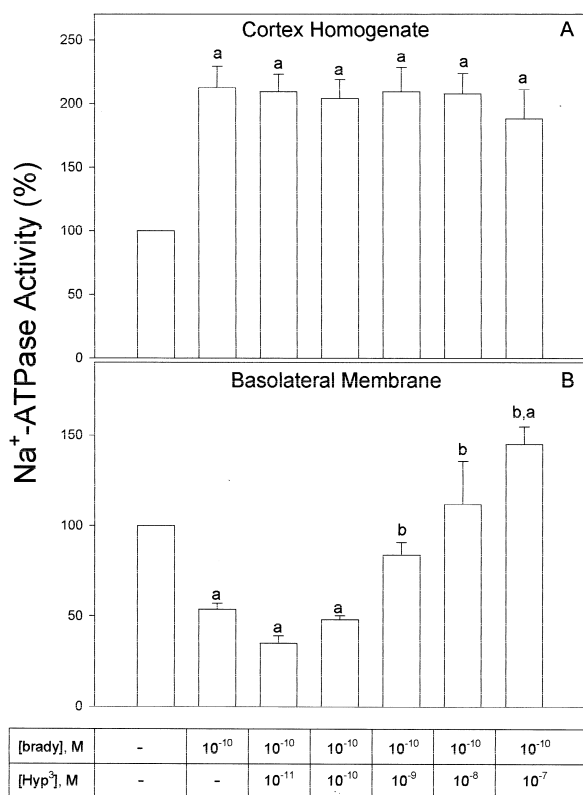 Cortex Homogenate A
250
200
150
100
50
0
a a a a a a
Basolateral Membrane B
150
100
50
0
a a a b b b,a
Na⁺-ATPase Activity (%)
[brady], M - 10⁻¹⁰ 10⁻¹⁰ 10⁻¹⁰ 10⁻¹⁰ 10⁻¹⁰ 10⁻¹⁰
[Hyp³], M - - 10⁻¹¹ 10⁻¹⁰ 10⁻⁹ 10⁻⁸ 10⁻⁷